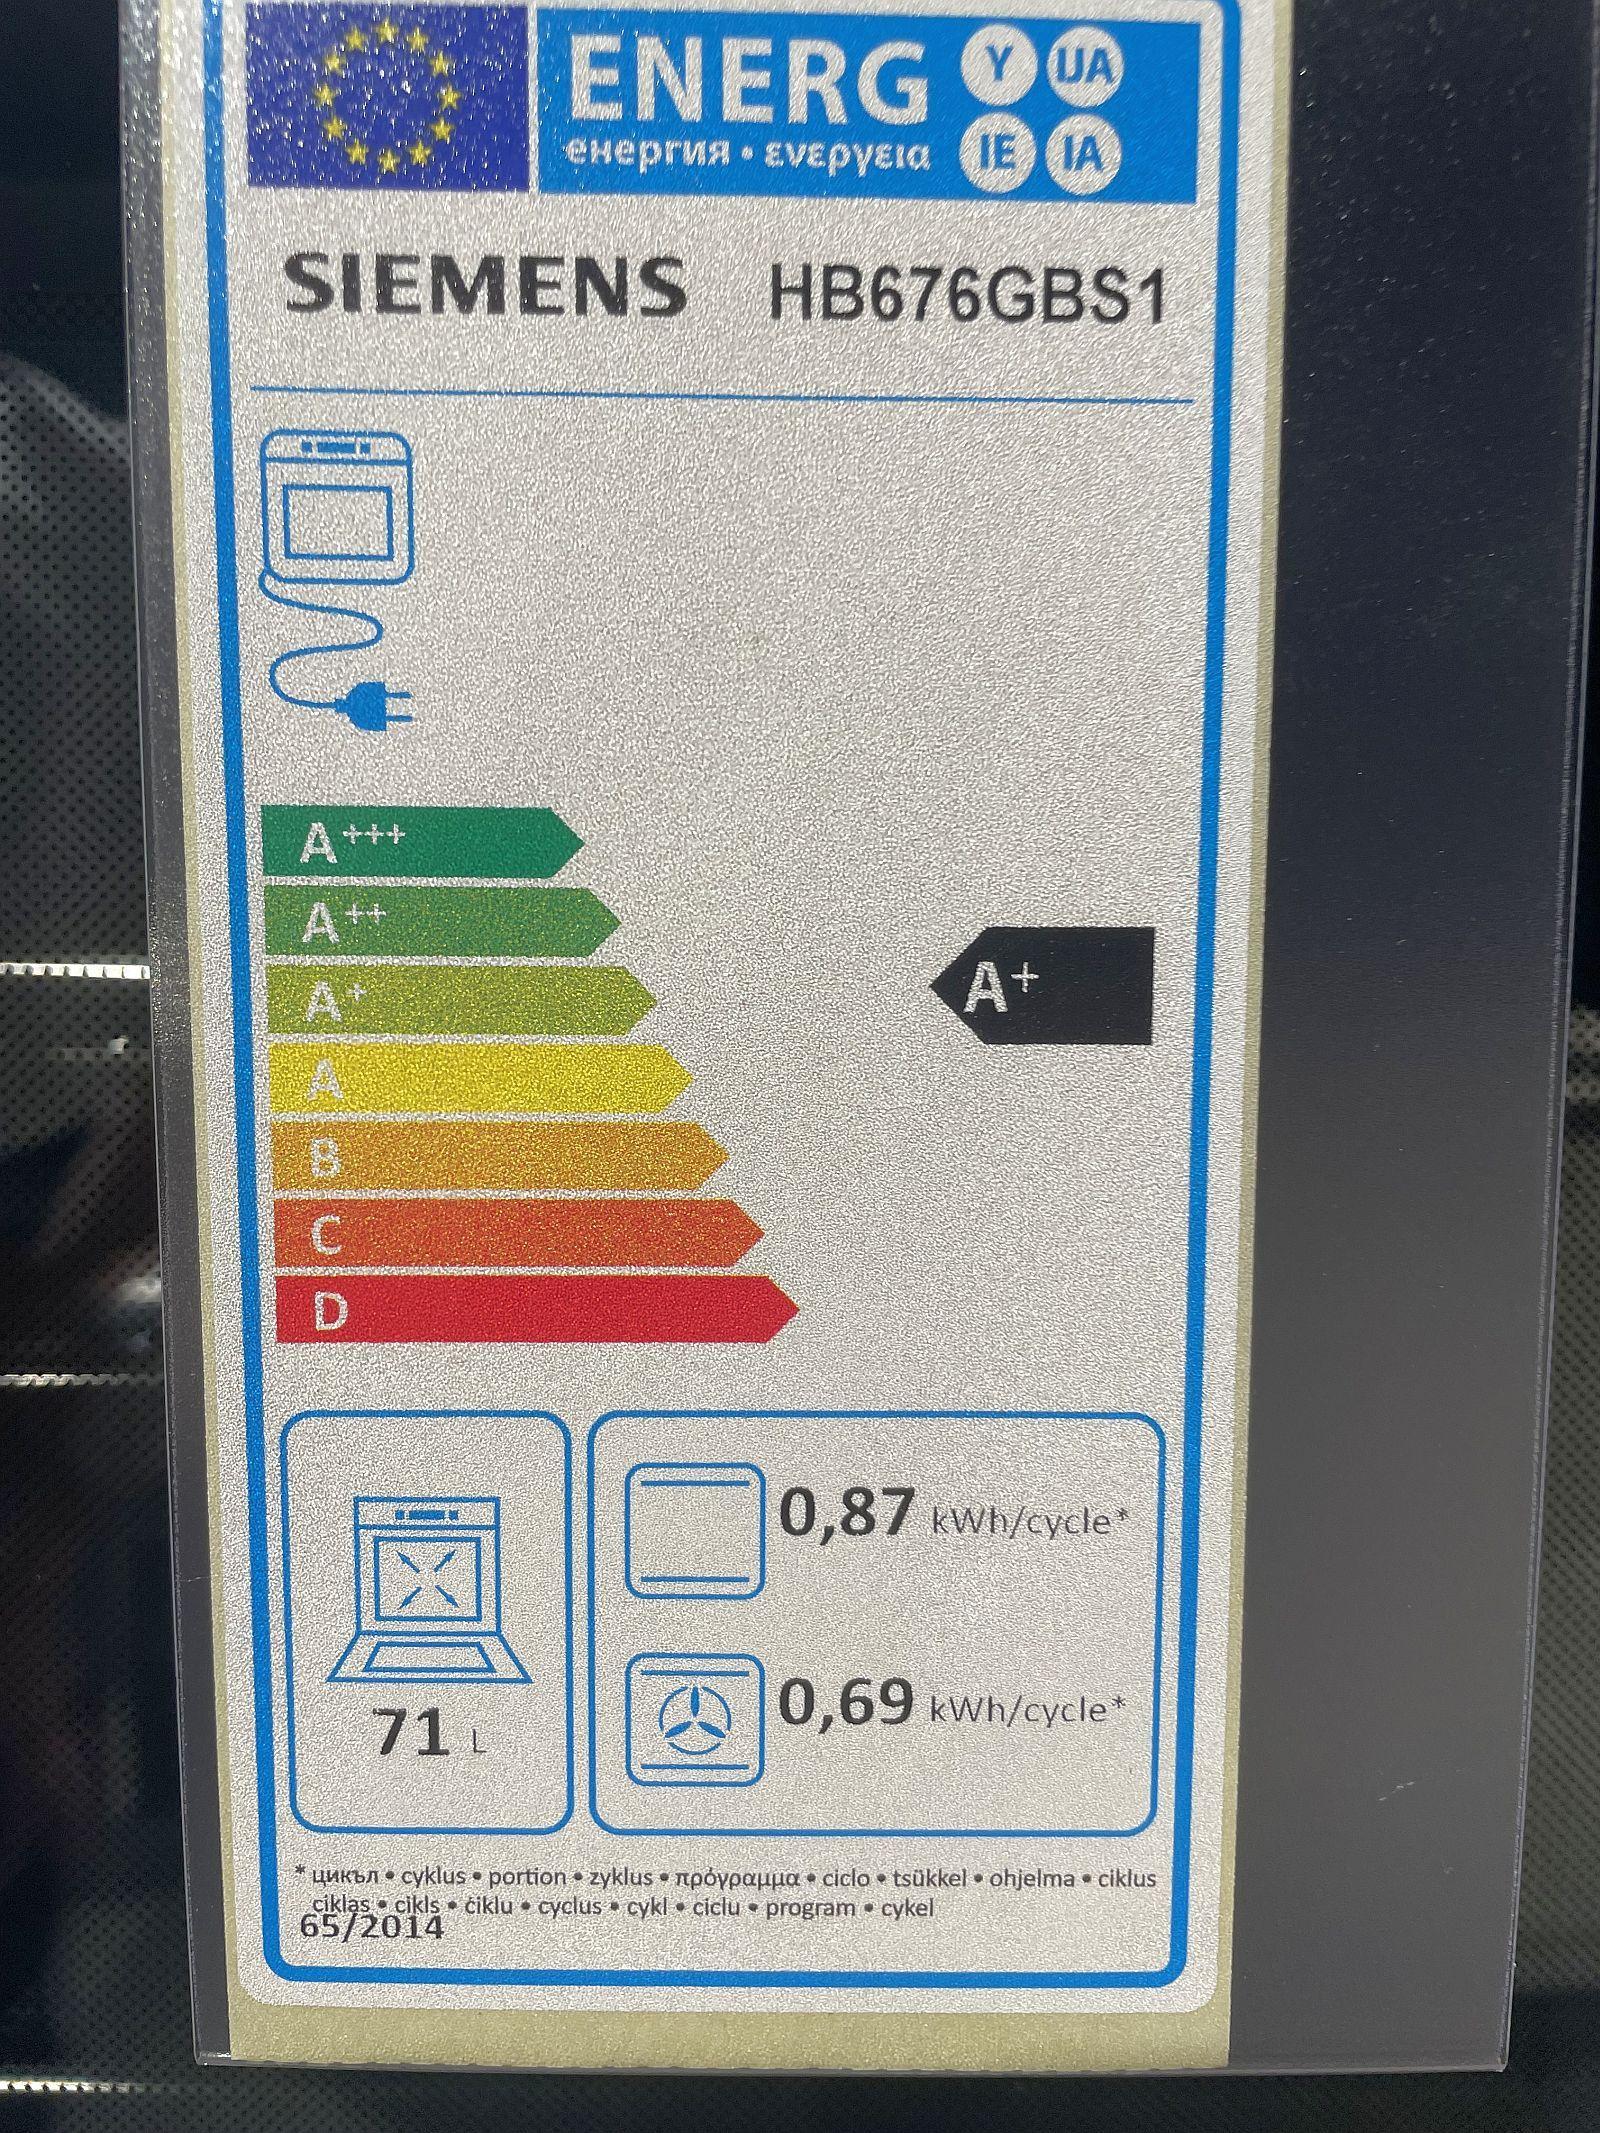 ENERG Y UA
енергия • ενεργεια IE IA
SIEMENS HB676GBS1
A+++
A++
A+
A+
A
B
C
D
0,87 kWh/cycle*
0,69 kWh/cycle*
71 L
* цикъл • cyklus • portion • zyklus • πρόγραμμα • ciclo • tsükkel • ohjelma • ciklus
ciklas • cikls • ċiklu • cyclus • cykl • ciclu • program • cykel
65/2014